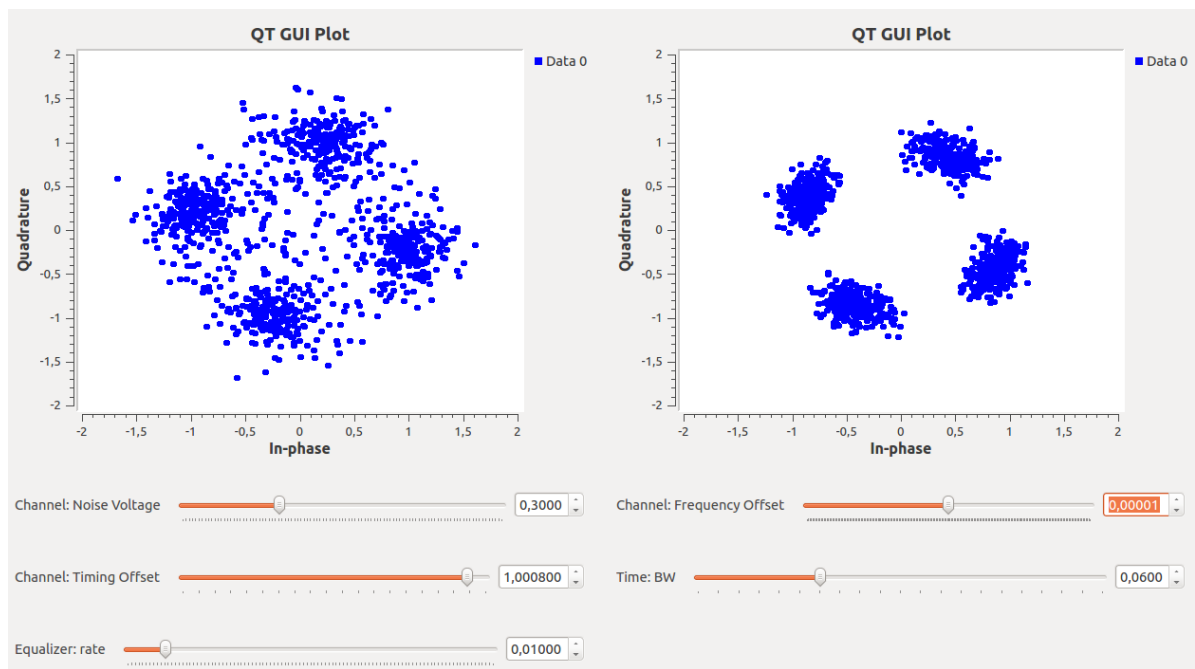 QT GUI Plot
2
1,5
1
0,5
0
-0,5
-1
-1,5
-2
Quadrature
-2 -1,5 -1 -0,5 0 0,5 1 1,5 2
In-phase
Data 0
QT GUI Plot
2
1,5
1
0,5
0
-0,5
-1
-1,5
-2
Quadrature
-2 -1,5 -1 -0,5 0 0,5 1 1,5 2
In-phase
Data 0
Channel: Noise Voltage 0,3000
Channel: Frequency Offset 0,00001
Channel: Timing Offset 1,000800
Time: BW 0,0600
Equalizer: rate 0,01000